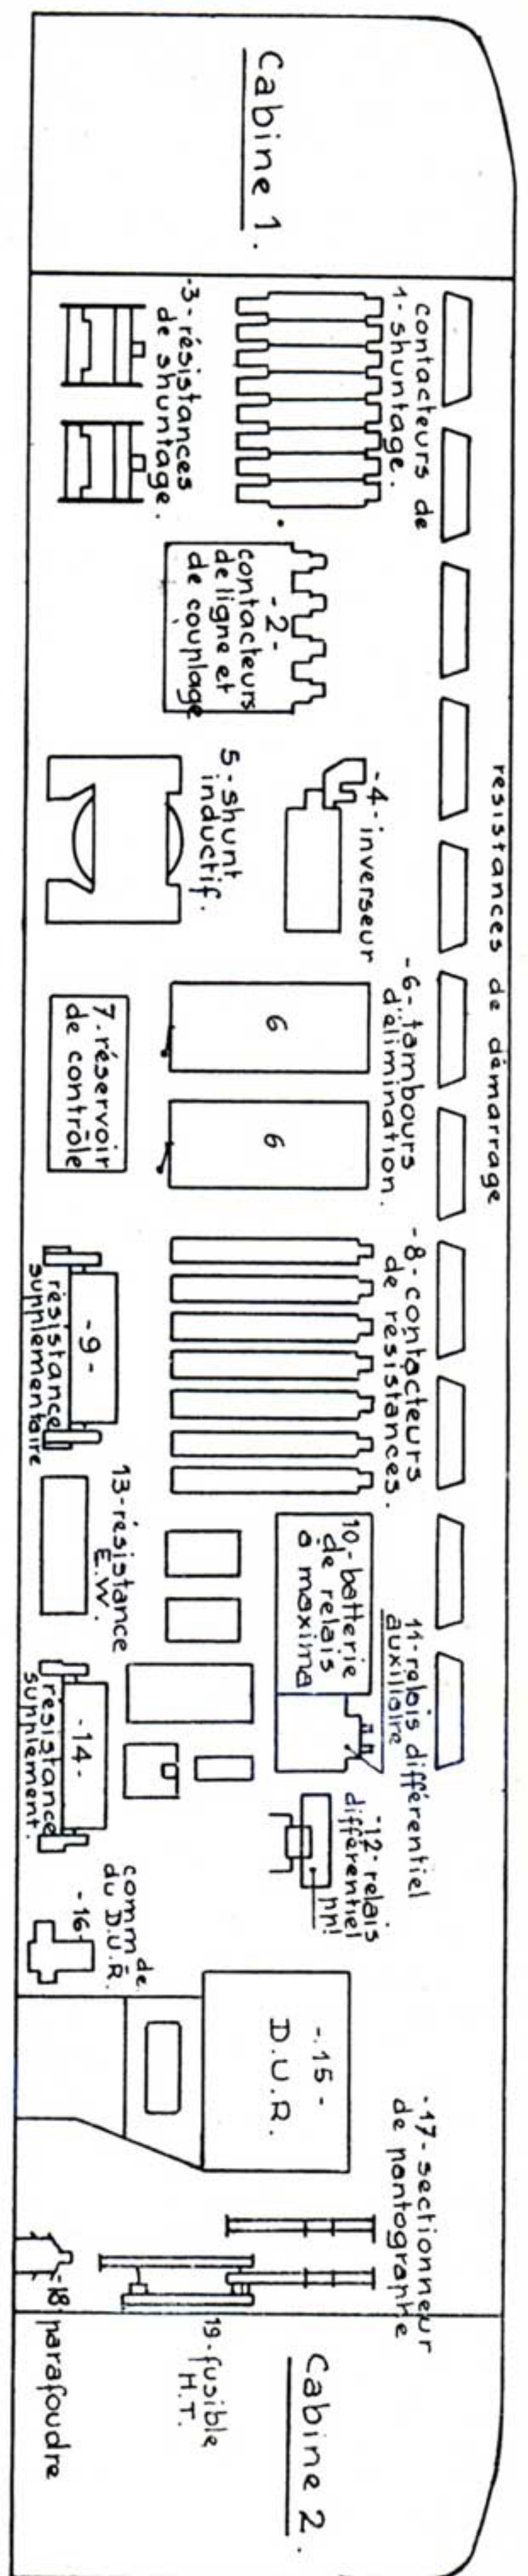 Cabine 1.
résistances de démarrage
contacteurs de
1- shuntage.
-3- résistances
de shuntage.
-2-
contacteurs
de ligne et
de couplage
-4- inverseur
5- shunt
inductif.
-6- tambours
d'élimination.
6
6
7- réservoir
de contrôle
-8- contacteurs
de résistances.
-9-
résistance
supplémentaire
10- batterie
de relais
à maxima
11- relais différentiel
auxiliaire
-12- relais
différentiel
ppl
13- résistance
E.W.
-14-
résistance
supplément.
-15-
D.U.R.
-16-
comm de
du D.U.R.
-17- sectionneur
de pantographe
-18- parafoudre
19- fusible
H.T.
Cabine 2.